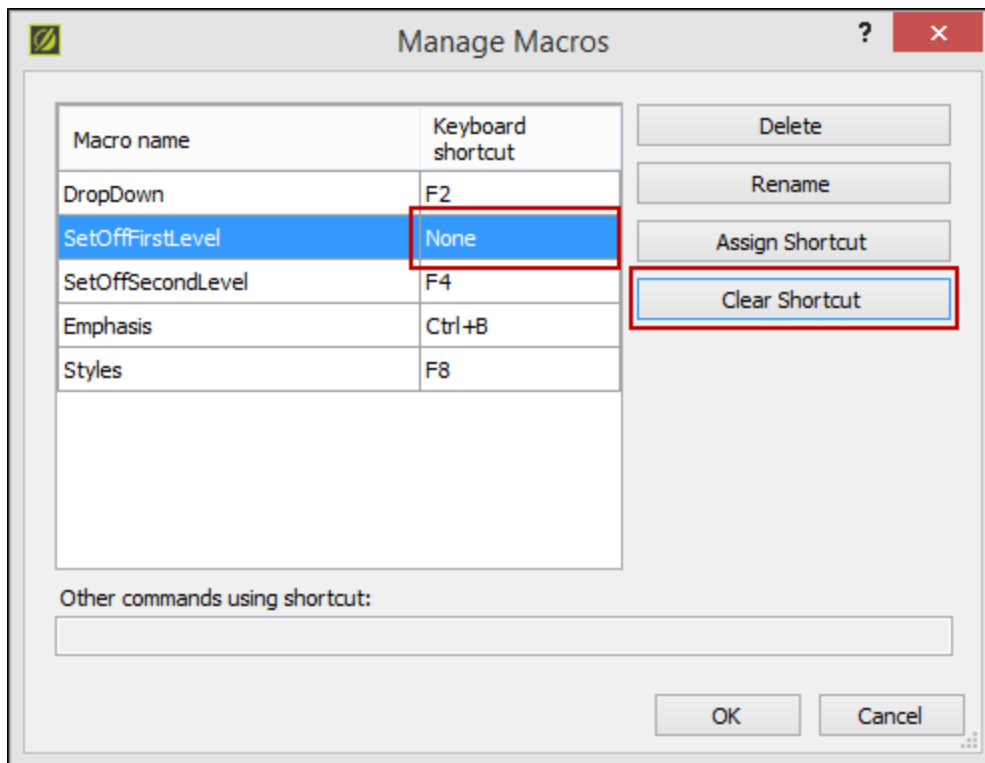 Manage Macros
?
Macro name
Keyboard
shortcut
DropDown F2
SetOffFirstLevel None
SetOffSecondLevel F4
Emphasis Ctrl+B
Styles F8
Delete
Rename
Assign Shortcut
Clear Shortcut
Other commands using shortcut:
OK
Cancel